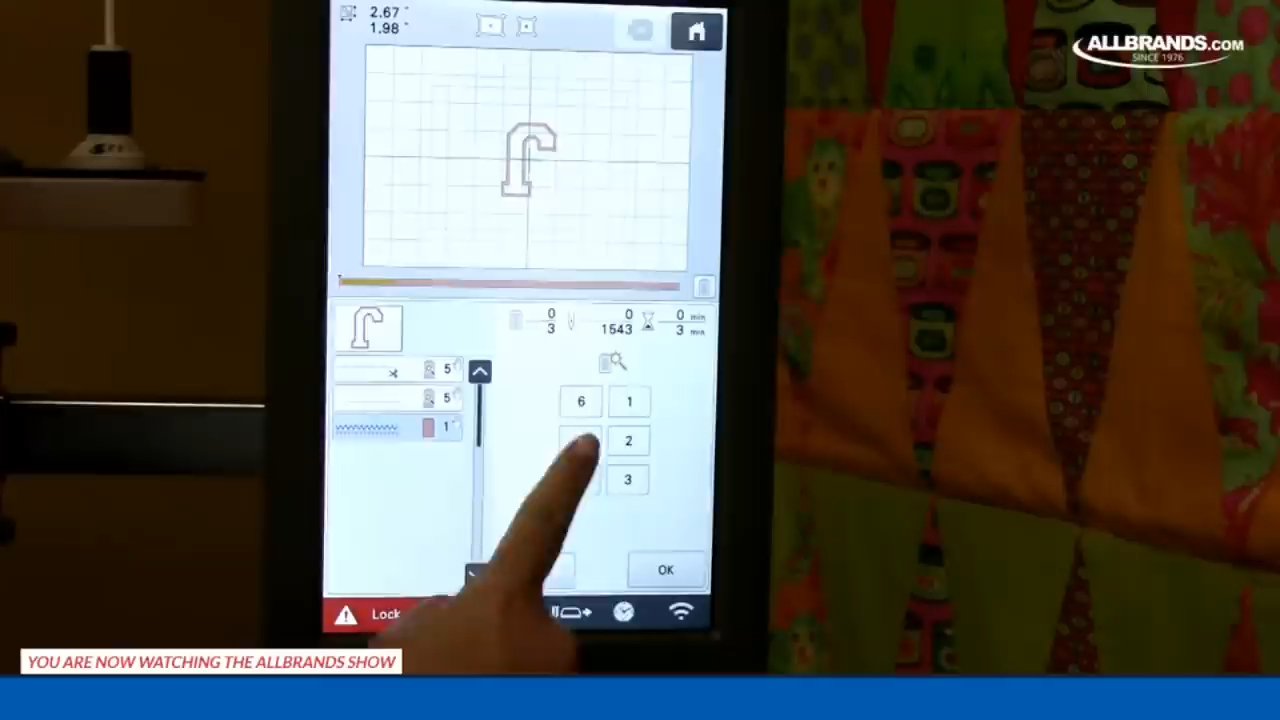 2.67 "
1.98 "
ALLBRANDS.COM
SINCE 1976
0
3
0
1543
0 min
3 min
5
5
1
6
1
2
3
OK
Lock
YOU ARE NOW WATCHING THE ALLBRANDS SHOW